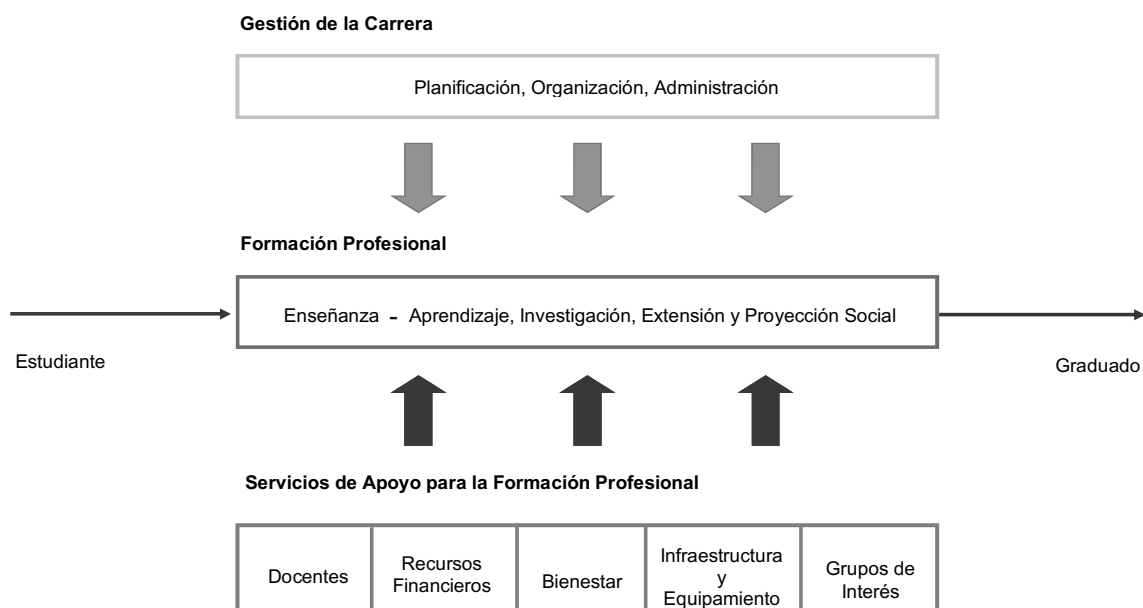 Gestión de la Carrera
Planificación, Organización, Administración
Formación Profesional
Enseñanza - Aprendizaje, Investigación, Extensión y Proyección Social
Estudiante
Graduado
Servicios de Apoyo para la Formación Profesional
Docentes
Recursos
Financieros
Bienestar
Infraestructura
y
Equipamiento
Grupos de
Interés